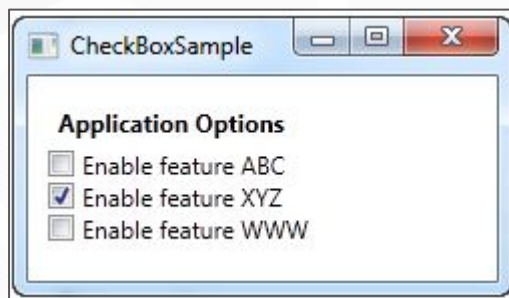 CheckBoxSample
Application Options
Enable feature ABC
Enable feature XYZ
Enable feature WWW